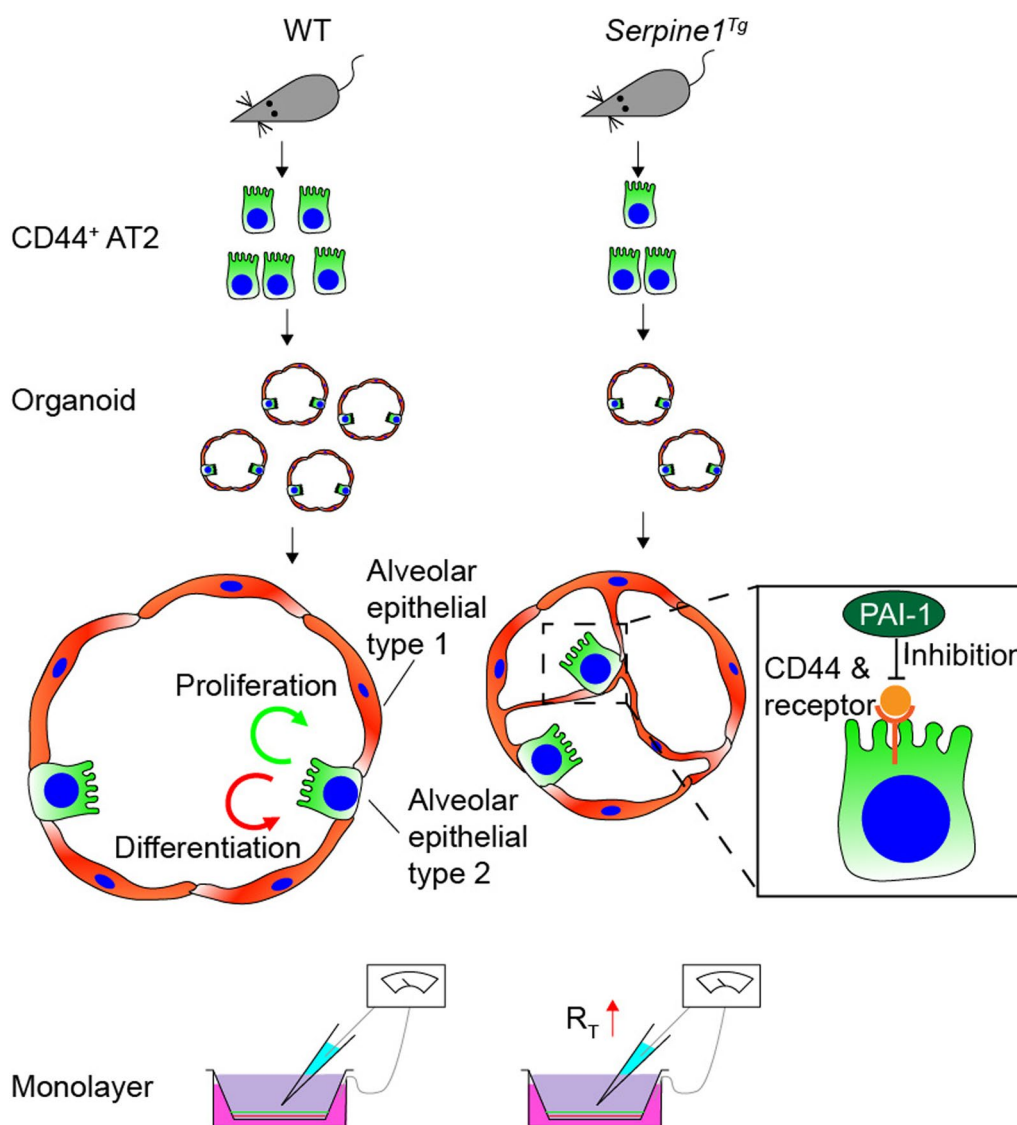 WT
Serpine1ᵀᵍ
CD44⁺ AT2
Organoid
Alveolar
epithelial
type 1
Proliferation
Differentiation
Alveolar
epithelial
type 2
PAI-1
Inhibition
CD44 &
receptor
R_T
Monolayer